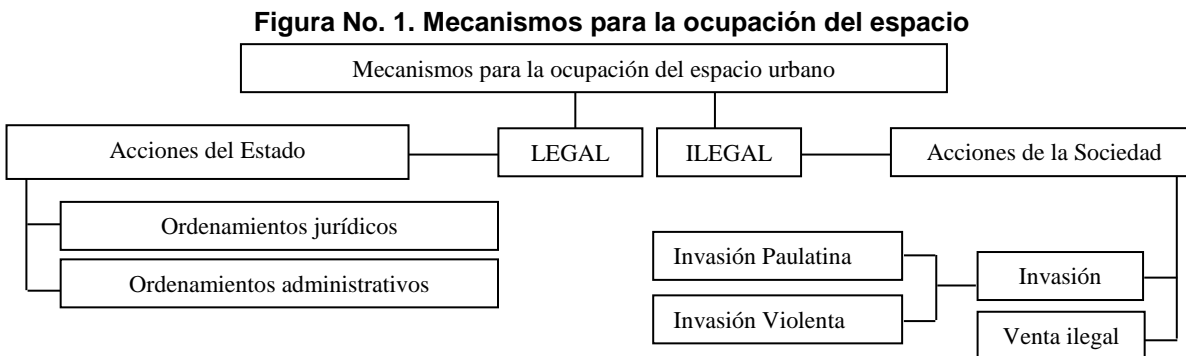 Figura No. 1. Mecanismos para la ocupación del espacio
Mecanismos para la ocupación del espacio urbano
Acciones del Estado
LEGAL
ILEGAL
Acciones de la Sociedad
Ordenamientos jurídicos
Ordenamientos administrativos
Invasión Paulatina
Invasión Violenta
Invasión
Venta ilegal